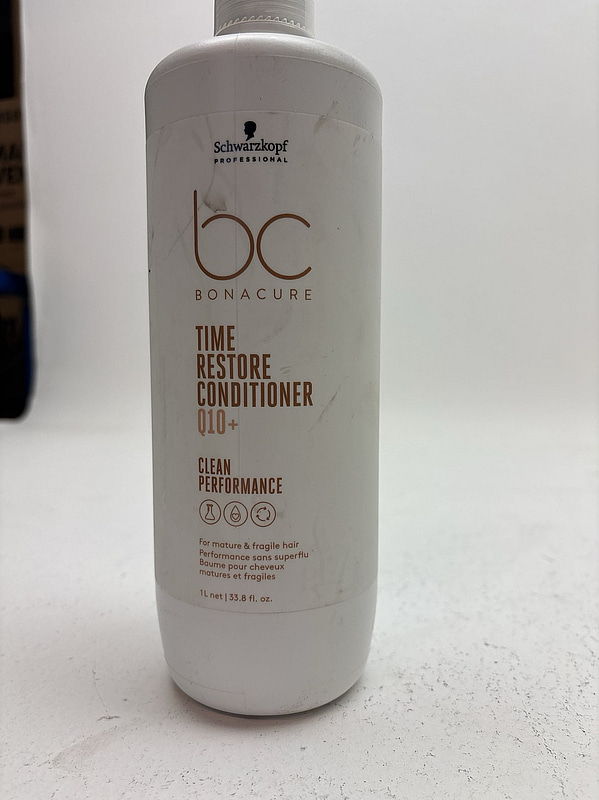 Schwarzkopf
PROFESSIONAL
bc
BONACURE
TIME
RESTORE
CONDITIONER
Q10+
CLEAN
PERFORMANCE
For mature & fragile hair
Performance sans superflu
Baume pour cheveux
matures et fragiles
1 L net | 33.8 fl. oz.